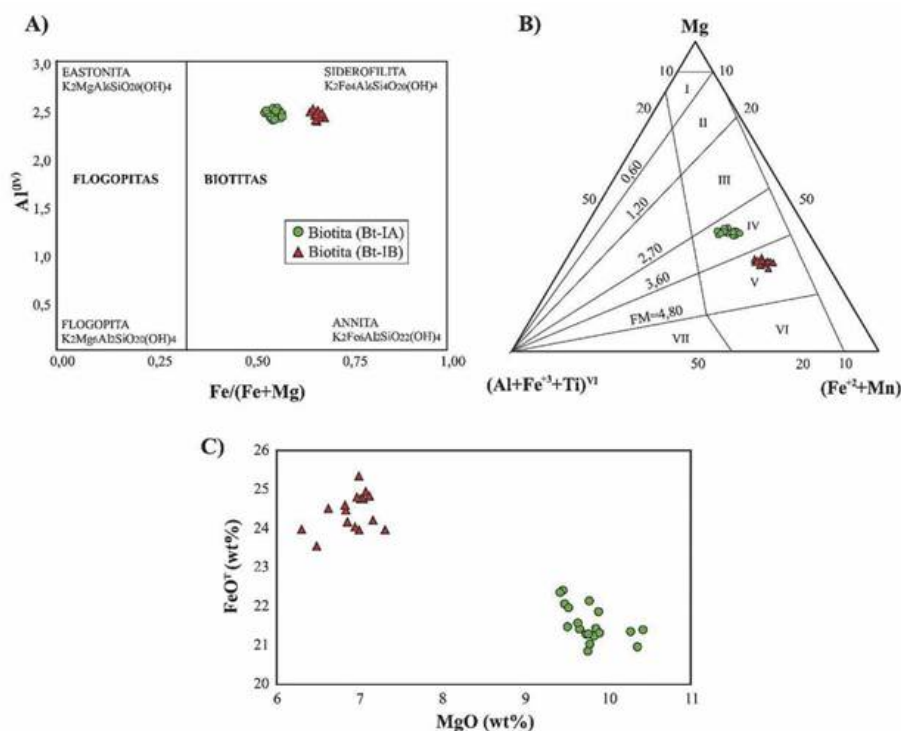 A)
3,0
2,5
2,0
1,5
1,0
0,5
Al(IV)
EASTONITA
K2MgAl6SiO20(OH)4
SIDEROFILITA
K2Fe4Al6Si4O20(OH)4
FLOGOPITAS
BIOTITAS
Biotita (Bt-IA)
Biotita (Bt-IB)
FLOGOPITA
K2Mg6Al2SiO20(OH)4
ANNITA
K2Fe6Al2SiO22(OH)4
0,00
0,25
0,50
0,75
1,00
Fe/(Fe+Mg)
B)
Mg
10
10
20
20
50
50
I
II
III
IV
V
VI
VII
0,60
1,20
2,70
3,60
FM=4,80
50
20
10
(Al+Fe+3+Ti)VI
(Fe+2+Mn)
C)
26
25
24
23
22
21
20
FeOT (wt%)
6
7
8
9
10
11
MgO (wt%)